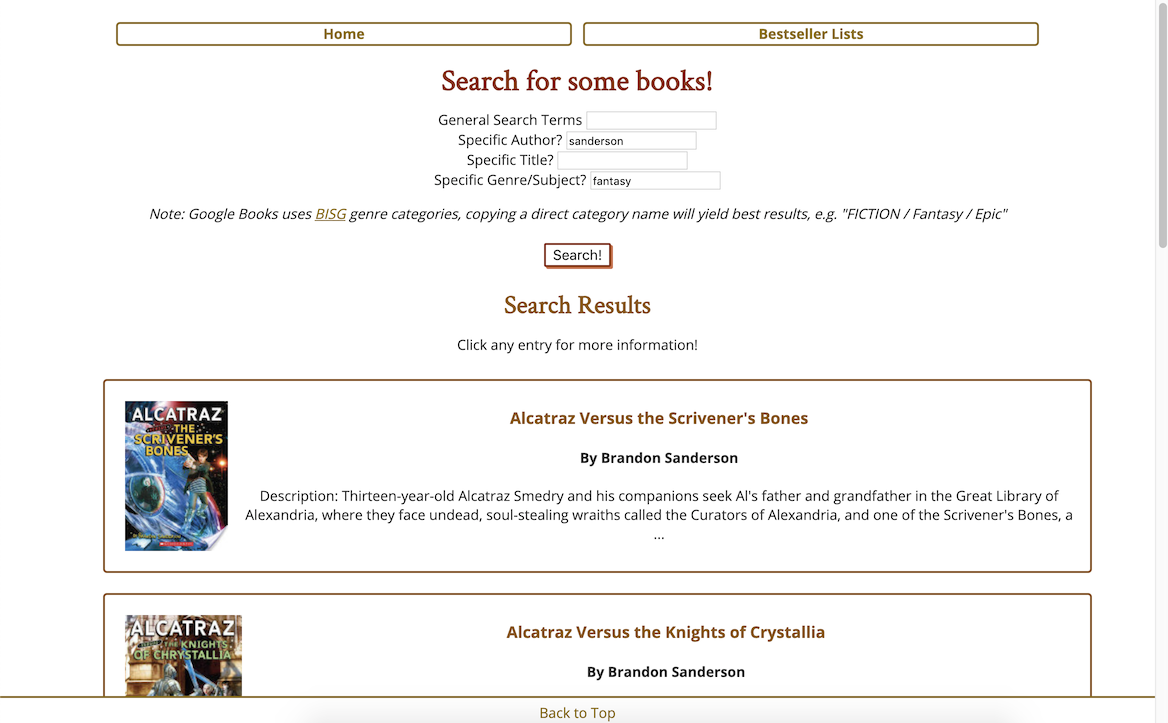 Home
Bestseller Lists
Search for some books!
General Search Terms
Specific Author? sanderson
Specific Title?
Specific Genre/Subject? fantasy
Note: Google Books uses BISG genre categories, copying a direct category name will yield best results, e.g. "FICTION / Fantasy / Epic"
Search!
Search Results
Click any entry for more information!
ALCATRAZ
THE
SCRIVENER'S
BONES
Alcatraz Versus the Scrivener's Bones
By Brandon Sanderson
Description: Thirteen-year-old Alcatraz Smedry and his companions seek Al's father and grandfather in the Great Library of
Alexandria, where they face undead, soul-stealing wraiths called the Curators of Alexandria, and one of the Scrivener's Bones, a
...
ALCATRAZ
THE KNIGHTS
OF CHRYSTALLIA
Alcatraz Versus the Knights of Crystallia
By Brandon Sanderson
Back to Top